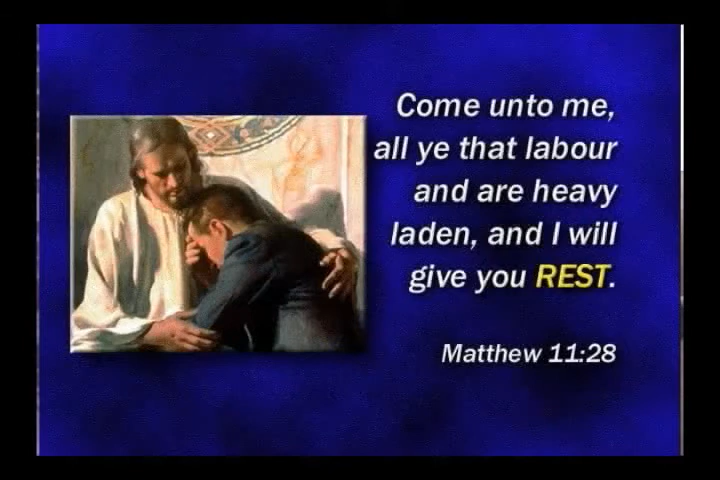 Come unto me,
all ye that labour
and are heavy
laden, and I will
give you REST.
Matthew 11:28